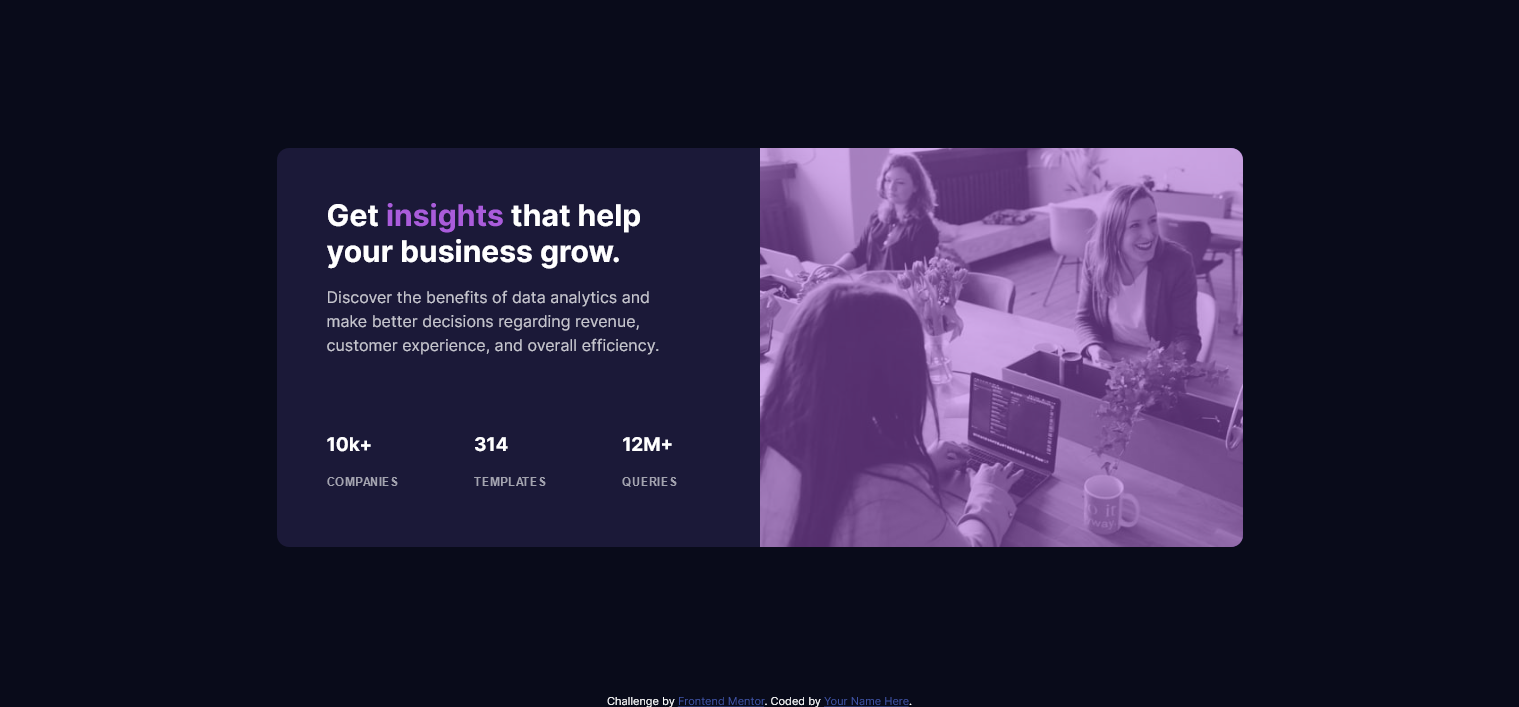 Get insights that help
your business grow.
Discover the benefits of data analytics and
make better decisions regarding revenue,
customer experience, and overall efficiency.
10k+ 314 12M+
COMPANIES TEMPLATES QUERIES
Challenge by Frontend Mentor. Coded by Your Name Here.